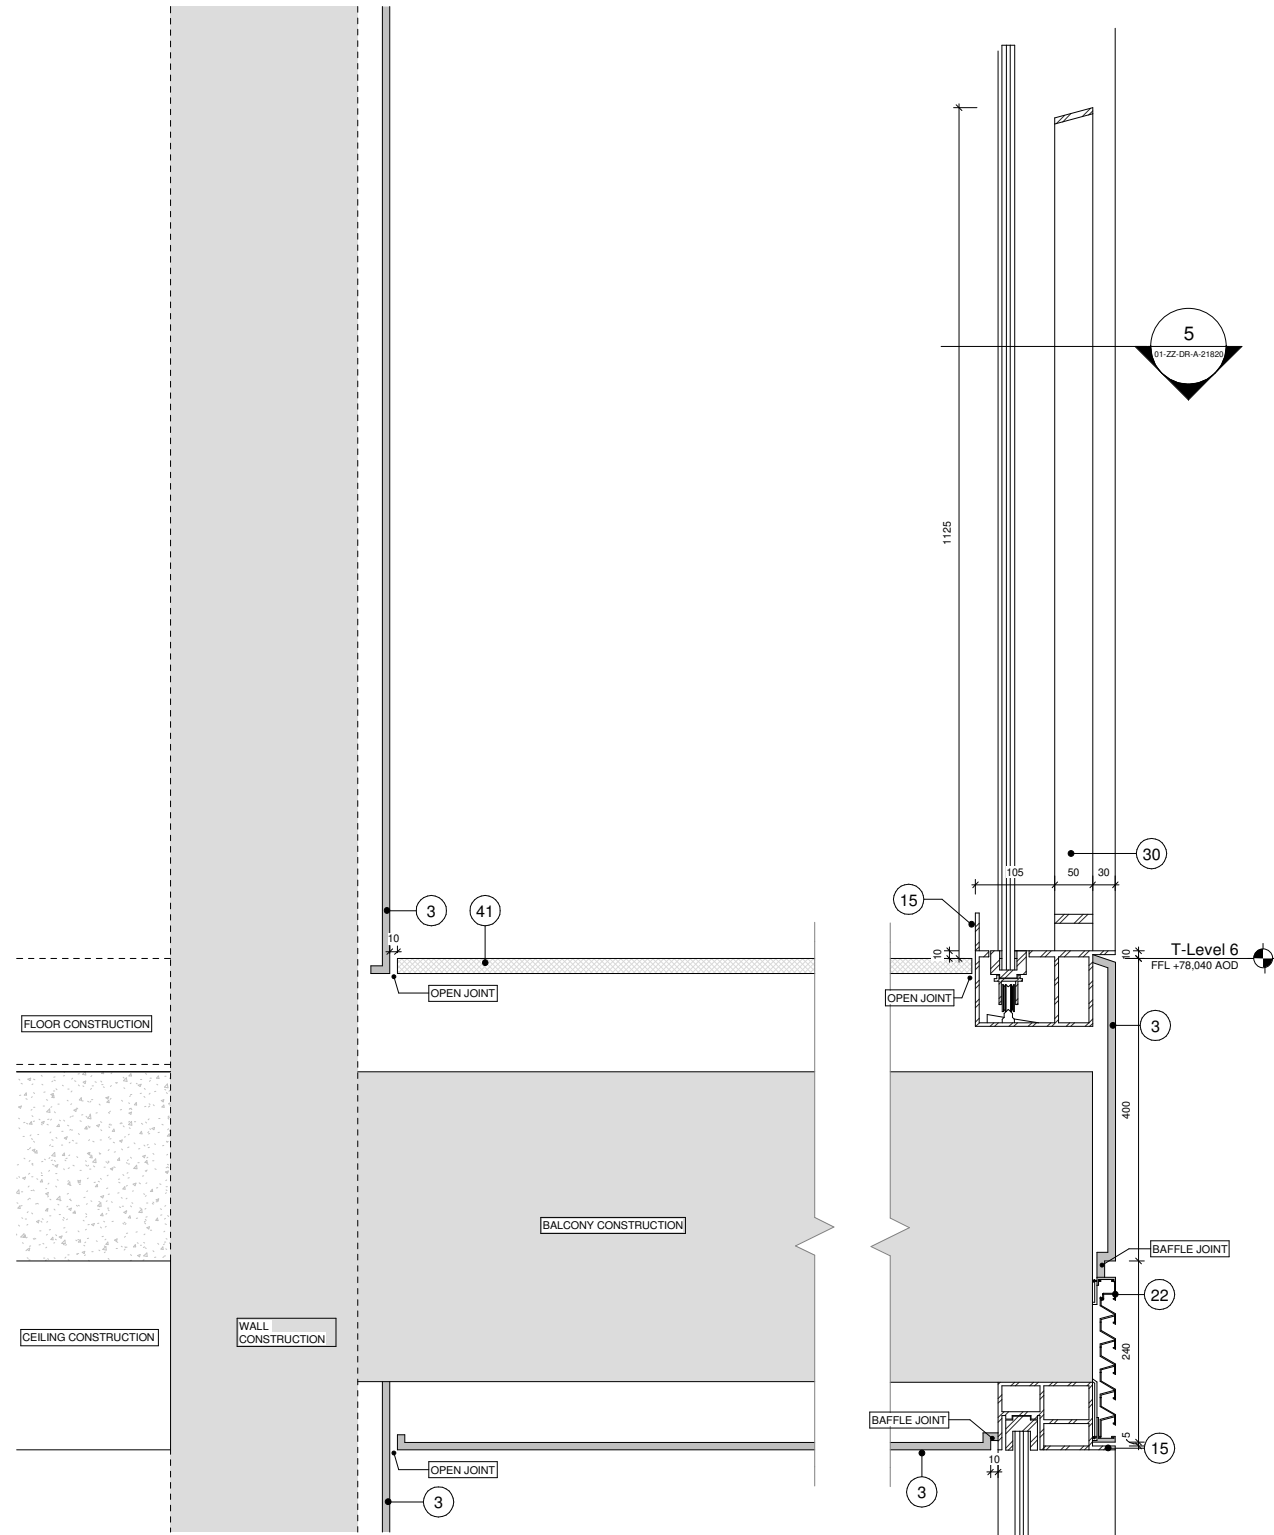 5
01-ZZ-DR-A-21820
1125
30
105
50
30
15
3
41
10
10
10
T-Level 6
FFL +78,040 AOD
OPEN JOINT
OPEN JOINT
FLOOR CONSTRUCTION
3
400
BALCONY CONSTRUCTION
BAFFLE JOINT
22
WALL
CONSTRUCTION
CEILING CONSTRUCTION
240
BAFFLE JOINT
5
15
10
OPEN JOINT
3
3